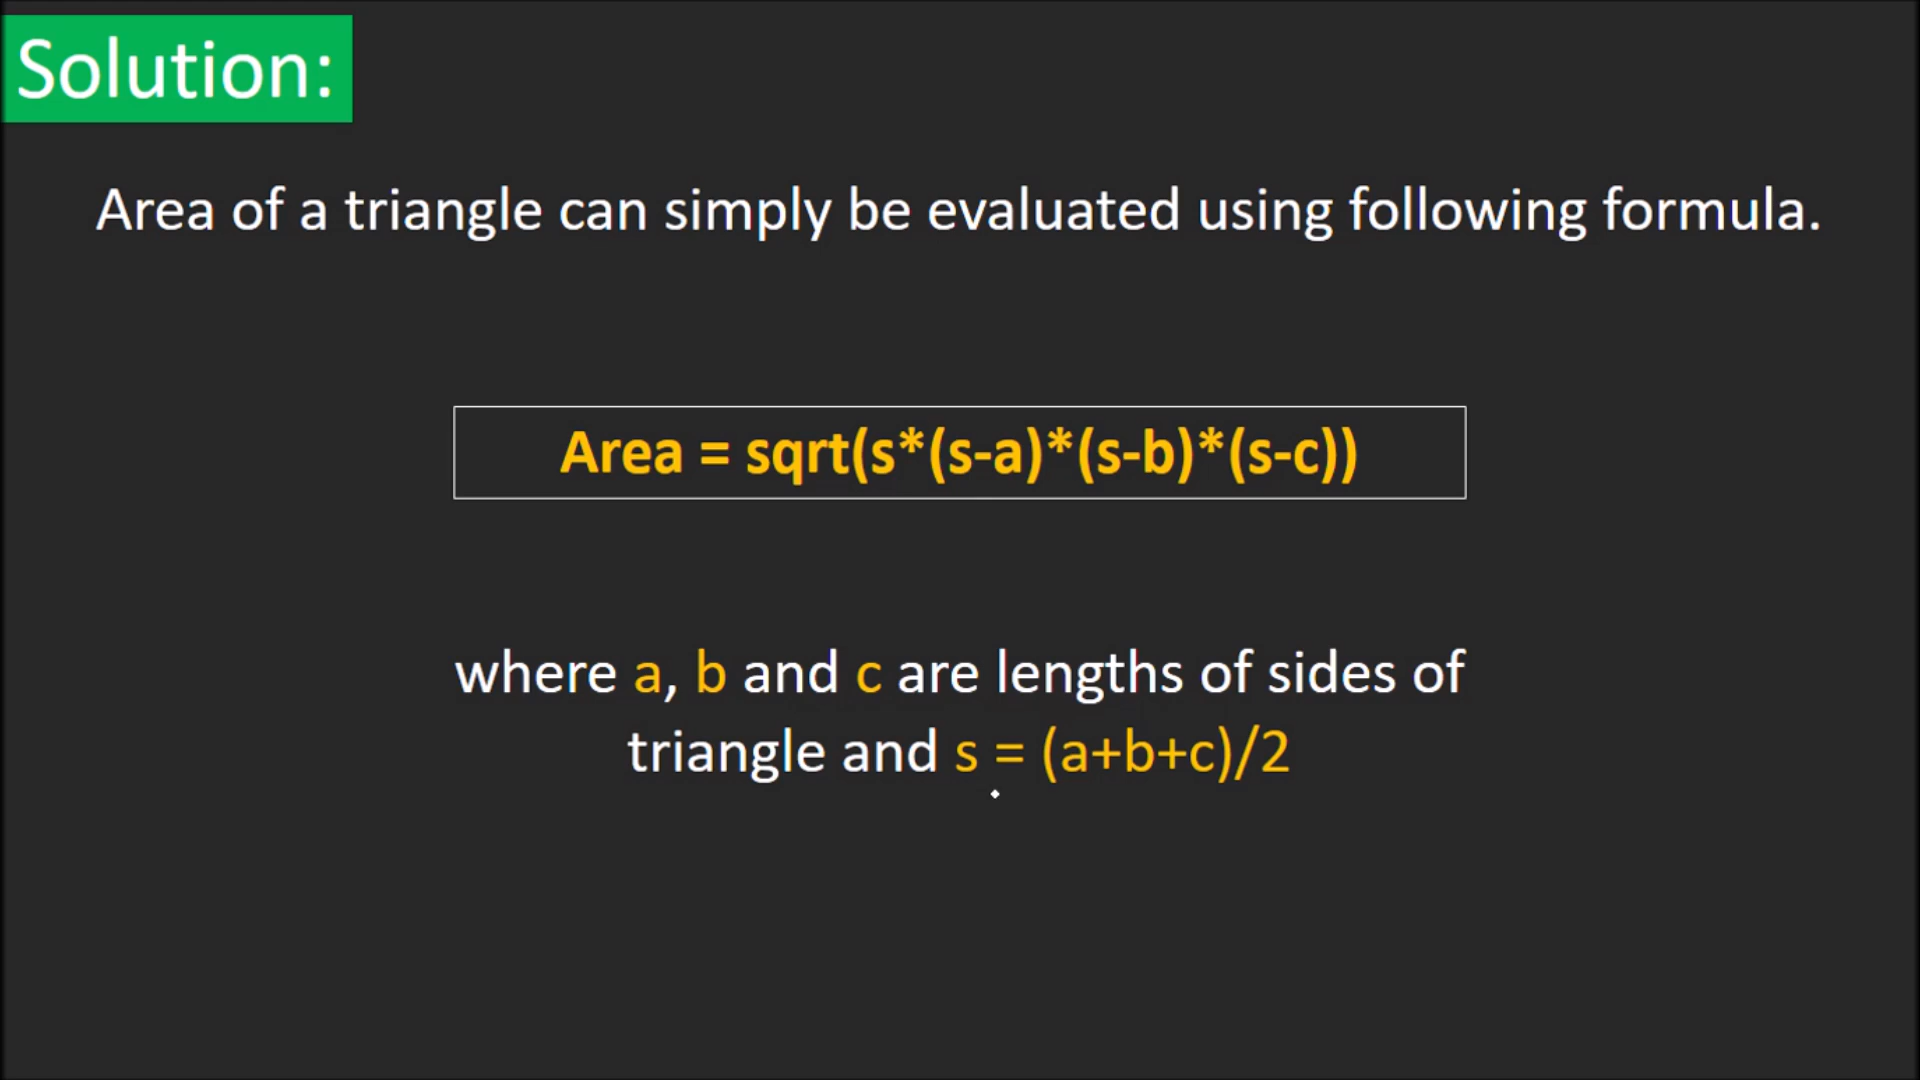 Solution:
Area of a triangle can simply be evaluated using following formula.
Area = sqrt(s*(s-a)*(s-b)*(s-c))
where a, b and c are lengths of sides of
triangle and s = (a+b+c)/2